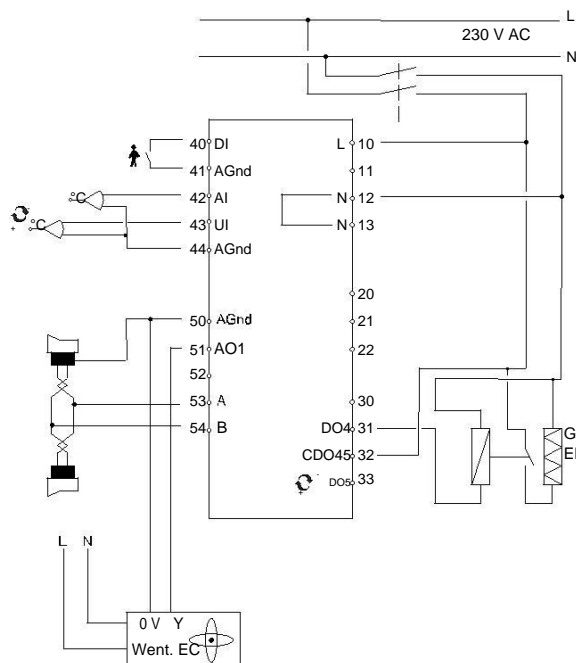 L
230 V AC
N
40 DI
41 AGnd
42 AI
43 UI
44 AGnd
°C
°C
L 10
11
N 12
N 13
20
21
22
30
DO4 31
CDO45 32
DO5 33
50 AGnd
51 AO1
52
53 A
54 B
G
L N
0 V Y
Went. EC